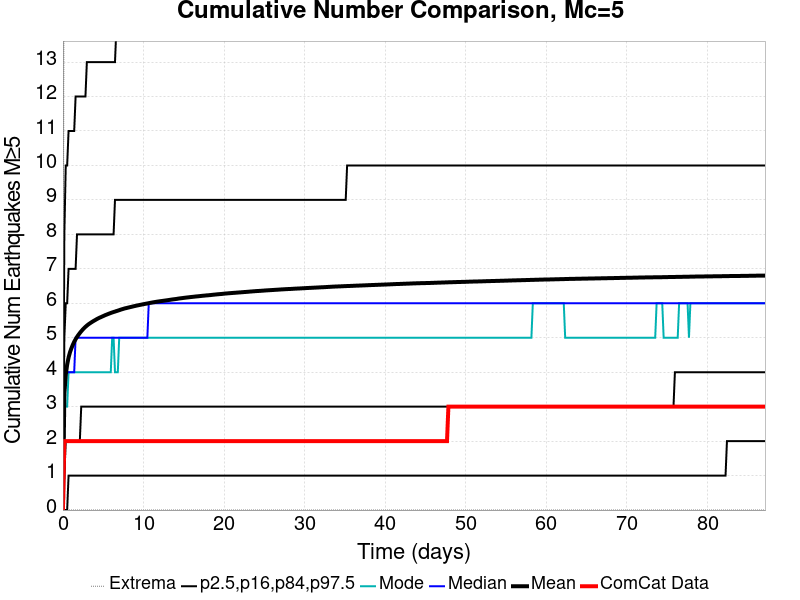 Cumulative Number Comparison, Mc=5
Cumulative Num Earthquakes M≥5
13
12
11
10
9
8
7
6
5
4
3
2
1
0
0 10 20 30 40 50 60 70 80
Time (days)
Extrema p2.5,p16,p84,p97.5 Mode Median Mean ComCat Data